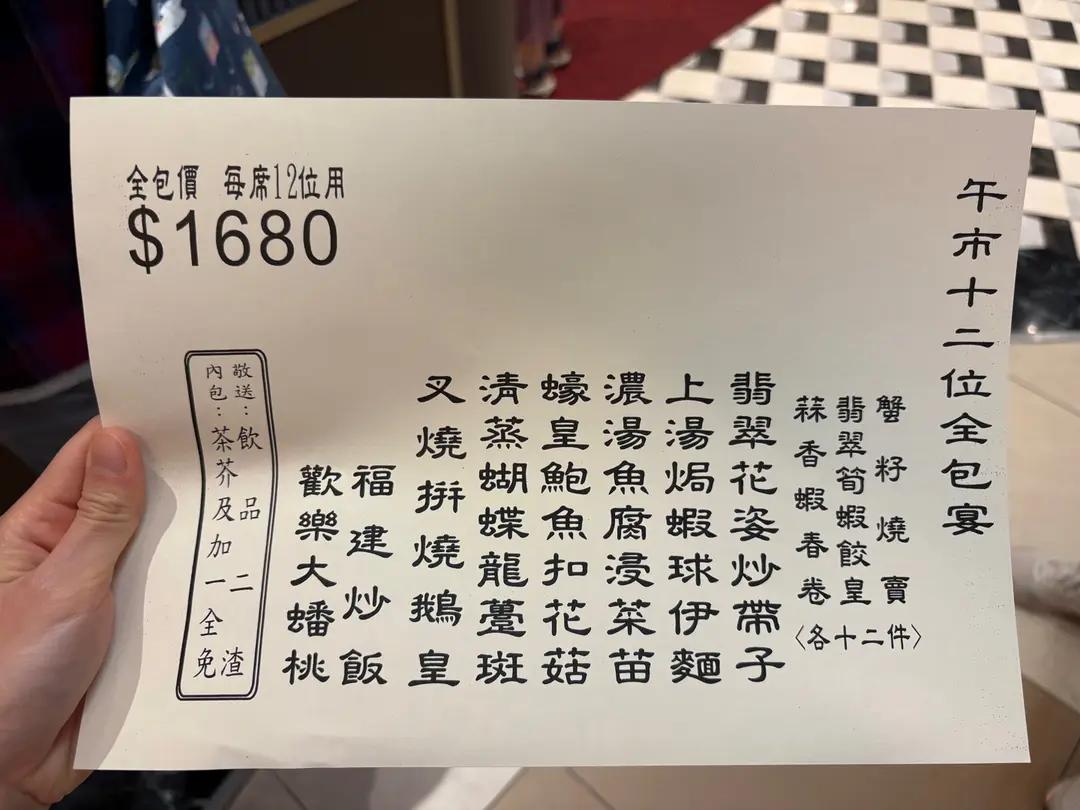 午市十二位全包宴
蟹籽燒賣
翡翠筍蝦餃皇
蒜香蝦春卷
〈各十二件〉
翡翠花姿炒帶子
上湯焗蝦球伊麵
濃湯魚腐浸菜苗
蠔皇鮑魚扣花菇
清蒸蝴蝶龍躉斑
叉燒拼燒鵝皇
福建炒飯
歡樂大蟠桃
敬送：飲品二渣
內包：茶芥及加一全免
全包價 每席12位用
$1680